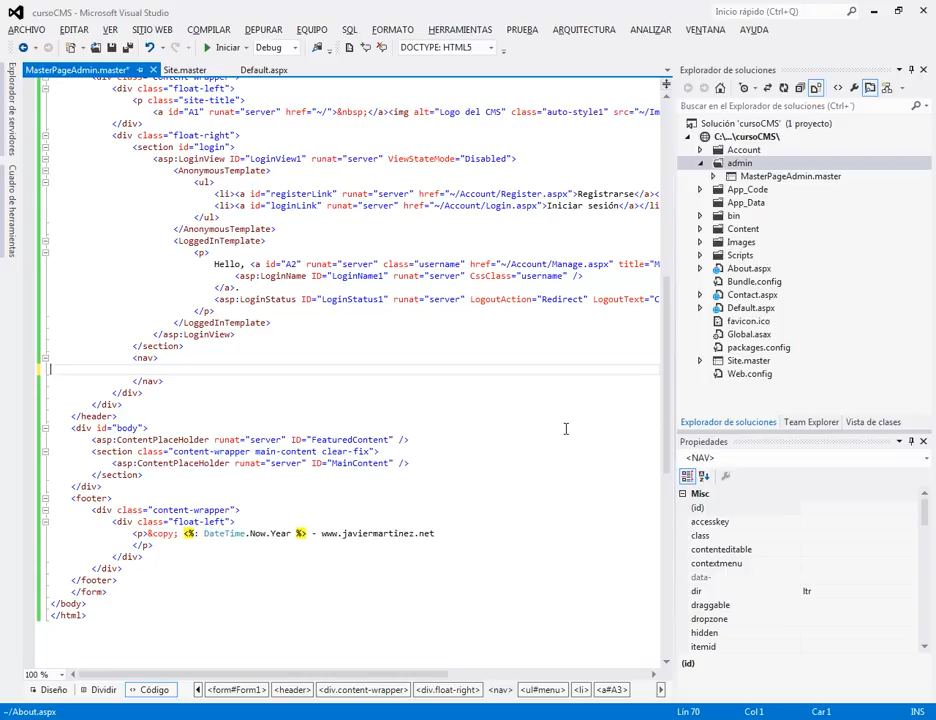 cursoCMS - Microsoft Visual Studio
Inicio rápido (Ctrl+Q)
ARCHIVO EDITAR VER SITIO WEB COMPILAR DEPURAR EQUIPO SQL FORMATO HERRAMIENTAS PRUEBA ARQUITECTURA ANALIZAR VENTANA AYUDA
Iniciar Debug DOCTYPE: HTML5
Explorador de servidores
Cuadro de herramientas
MasterPageAdmin.master* Site.master Default.aspx
<div class="content-wrapper">
<div class="float-left">
<p class="site-title">
<a id="A1" runat="server" href="~/">&nbsp;</a><img alt="Logo del CMS" class="auto-style1" src="~/Im
</div>
<div class="float-right">
<section id="login">
<asp:LoginView ID="LoginView1" runat="server" ViewStateMode="Disabled">
<AnonymousTemplate>
<ul>
<li><a id="registerLink" runat="server" href="~/Account/Register.aspx">Registrarse</a><
<li><a id="loginLink" runat="server" href="~/Account/Login.aspx">Iniciar sesión</a></li
</ul>
</AnonymousTemplate>
<LoggedInTemplate>
<p>
Hello, <a id="A2" runat="server" class="username" href="~/Account/Manage.aspx" title="M
<asp:LoginName ID="LoginName1" runat="server" CssClass="username" />
</a>.
<asp:LoginStatus ID="LoginStatus1" runat="server" LogoutAction="Redirect" LogoutText="C
</p>
</LoggedInTemplate>
</asp:LoginView>
</section>
<nav>
</nav>
</div>
</div>
</header>
<div id="body">
<asp:ContentPlaceHolder runat="server" ID="FeaturedContent" />
<section class="content-wrapper main-content clear-fix">
<asp:ContentPlaceHolder runat="server" ID="MainContent" />
</section>
</div>
<footer>
<div class="content-wrapper">
<div class="float-left">
<p>&copy; <%: DateTime.Now.Year %> - www.javiermartinez.net
</p>
</div>
</div>
</footer>
</form>
</body>
</html>
100 %
Diseño Dividir Código <form#Form1> <header> <div.content-wrapper> <div.float-right> <nav> <ul#menu> <li> <a#A3>
Explorador de soluciones
Buscar en el Explorador de soluciones (Ctrl+´)
Solución 'cursoCMS' (1 proyecto)
C:\...\cursoCMS\
Account
admin
MasterPageAdmin.master
App_Code
App_Data
bin
Content
Images
Scripts
About.aspx
Bundle.config
Contact.aspx
Default.aspx
favicon.ico
Global.asax
packages.config
Site.master
Web.config
Explorador de soluciones Team Explorer Vista de clases
Propiedades
<NAV>
Misc
(id)
accesskey
class
contenteditable
contextmenu
data-
dir ltr
draggable
dropzone
hidden
itemid
(id)
~/About.aspx Lín 70 Col 1 Car 1 INS